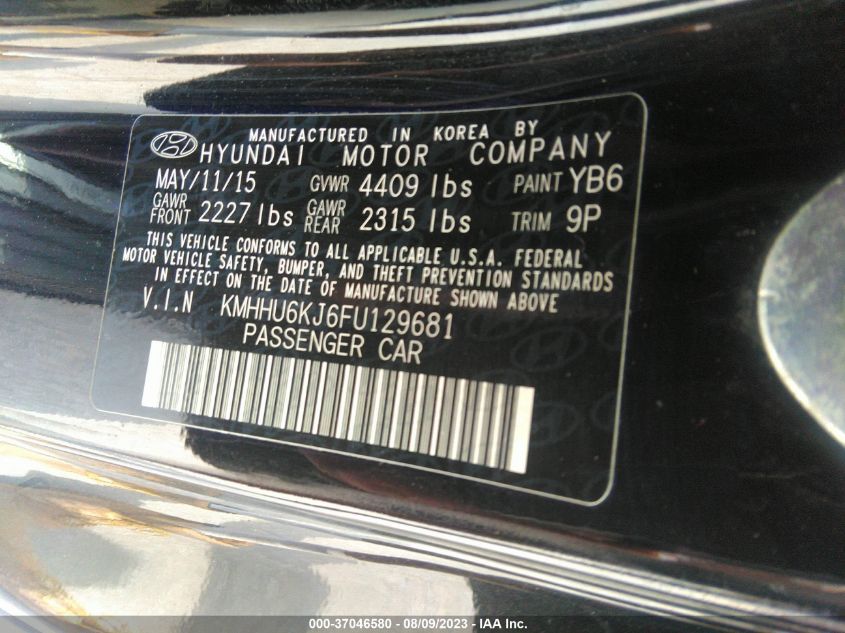 MANUFACTURED IN KOREA BY
HYUNDAI MOTOR COMPANY
MAY/11/15 GVWR 4409 lbs PAINT YB6
GAWR FRONT 2227 lbs GAWR REAR 2315 lbs TRIM 9P
THIS VEHICLE CONFORMS TO ALL APPLICABLE U.S.A. FEDERAL
MOTOR VEHICLE SAFETY, BUMPER, AND THEFT PREVENTION STANDARDS
IN EFFECT ON THE DATE OF MANUFACTURE SHOWN ABOVE
V.I.N KMHHU6KJ6FU129681
PASSENGER CAR
000-37046580 - 08/09/2023 - IAA Inc.